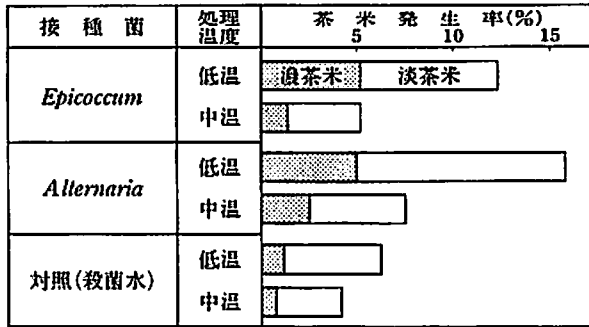 接種菌 処理温度 茶米発生率(%)
5 10 15
Epicoccum 低温 濃茶米 淡茶米
中温
Alternaria 低温
中温
対照(殺菌水) 低温
中温